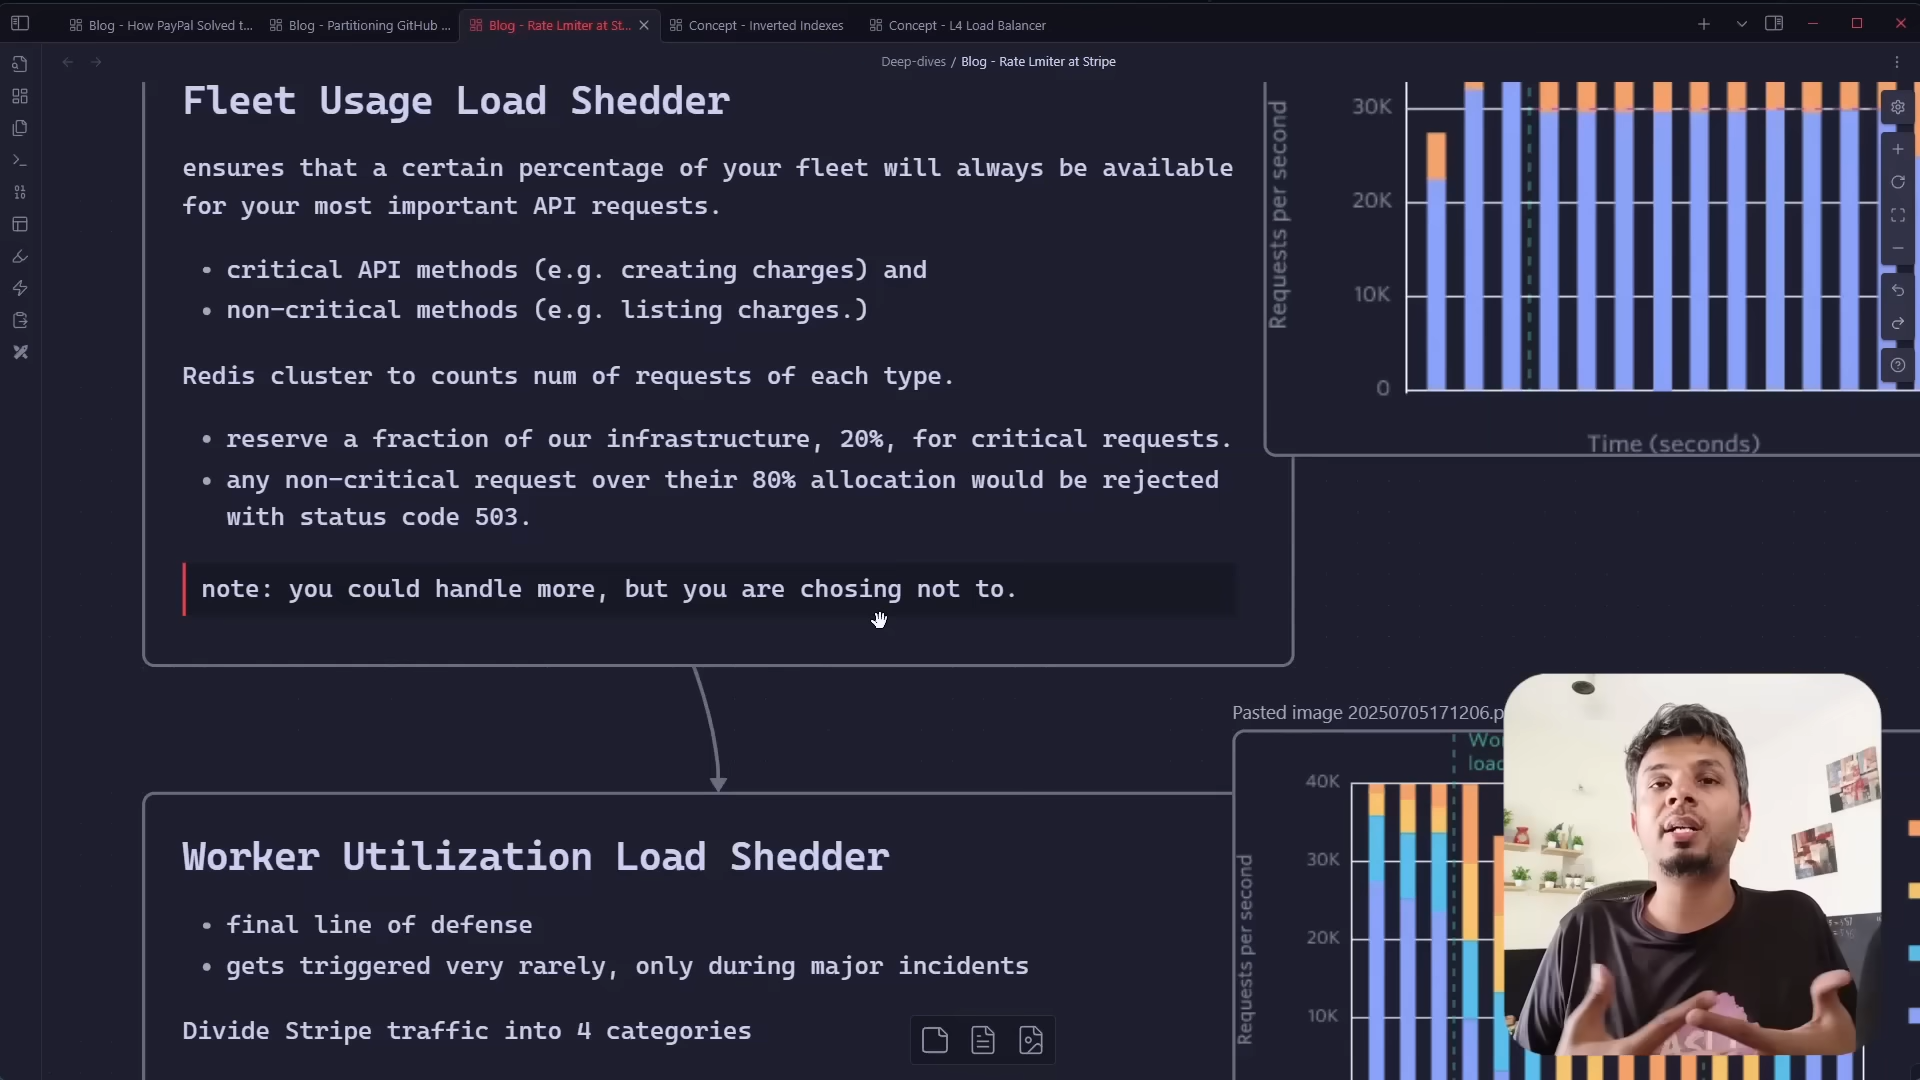 Blog - How PayPal Solved t...
Blog - Partitioning GitHub ...
Blog - Rate Lmiter at St...
Concept - Inverted Indexes
Concept - L4 Load Balancer
Deep-dives / Blog - Rate Lmiter at Stripe
Fleet Usage Load Shedder
ensures that a certain percentage of your fleet will always be available
for your most important API requests.
• critical API methods (e.g. creating charges) and
• non-critical methods (e.g. listing charges.)
Redis cluster to counts num of requests of each type.
• reserve a fraction of our infrastructure, 20%, for critical requests.
• any non-critical request over their 80% allocation would be rejected
with status code 503.
note: you could handle more, but you are chosing not to.
Requests per second
30K
20K
10K
0
Time (seconds)
Worker Utilization Load Shedder
• final line of defense
• gets triggered very rarely, only during major incidents
Divide Stripe traffic into 4 categories
Pasted image 20250705171206.p
Wor
load
Requests per second
40K
30K
20K
10K